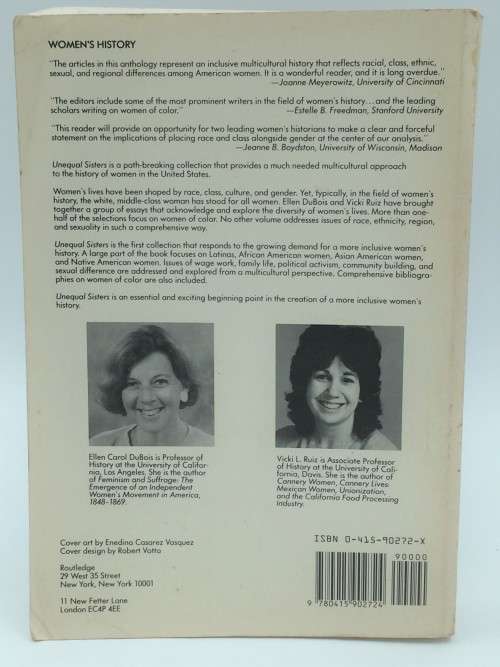 WOMEN'S HISTORY
"The articles in this anthology represent an inclusive multicultural history that reflects racial, class, ethnic,
sexual, and regional differences among American women. It is a wonderful reader, and it is long overdue."
—Joanne Meyerowitz, University of Cincinnati
"The editors include some of the most prominent writers in the field of women's history...and the leading
scholars writing on women of color." —Estelle B. Freedman, Stanford University
"This reader will provide an opportunity for two leading women's historians to make a clear and forceful
statement on the implications of placing race and class alongside gender at the center of our analysis."
—Jeanne B. Boydston, University of Wisconsin, Madison
Unequal Sisters is a path-breaking collection that provides a much needed multicultural approach
to the history of women in the United States.
Women's lives have been shaped by race, class, culture, and gender. Yet, typically, in the field of women's
history, the white, middle-class woman has stood for all women. Ellen DuBois and Vicki Ruiz have brought
together a group of essays that acknowledge and explore the diversity of women's lives. More than one-
half of the selections focus on women of color. No other volume addresses issues of race, ethnicity, region,
and sexuality in such a comprehensive way.
Unequal Sisters is the first collection that responds to the growing demand for a more inclusive women's
history. A large part of the book focuses on Latinas, African American women, Asian American women,
and Native American women. Issues of wage work, family life, political activism, community building, and
sexual difference are addressed and explored from a multicultural perspective. Comprehensive bibliogra-
phies on women of color are also included.
Unequal Sisters is an essential and exciting beginning point in the creation of a more inclusive women's
history.
Ellen Carol DuBois is Professor of
History at the University of Califor-
nia, Los Angeles. She is the author
of Feminism and Suffrage: The
Emergence of an Independent
Women's Movement in America,
1848-1869.
Vicki L. Ruiz is Associate Professor
of History at the University of Cali-
fornia, Davis. She is the author of
Cannery Women, Cannery Lives:
Mexican Women, Unionization,
and the California Food Processing
Industry.
Cover art by Enedina Casarez Vasquez
Cover design by Robert Votta
Routledge
29 West 35 Street
New York, New York 10001
11 New Fetter Lane
London EC4P 4EE
ISBN 0-415-90272-X
90000
9 780415 902724